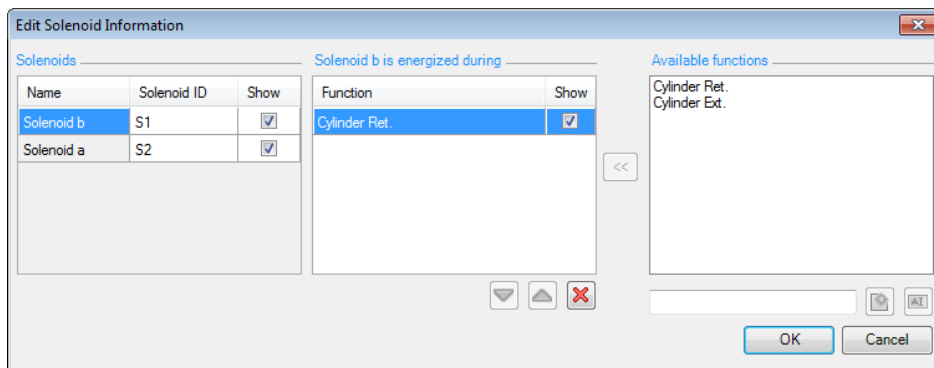 Edit Solenoid Information
Solenoids
Name Solenoid ID Show
Solenoid b S1
Solenoid a S2
Solenoid b is energized during
Function Show
Cylinder Ret.
<<
Available functions
Cylinder Ret.
Cylinder Ext.
AI
OK Cancel